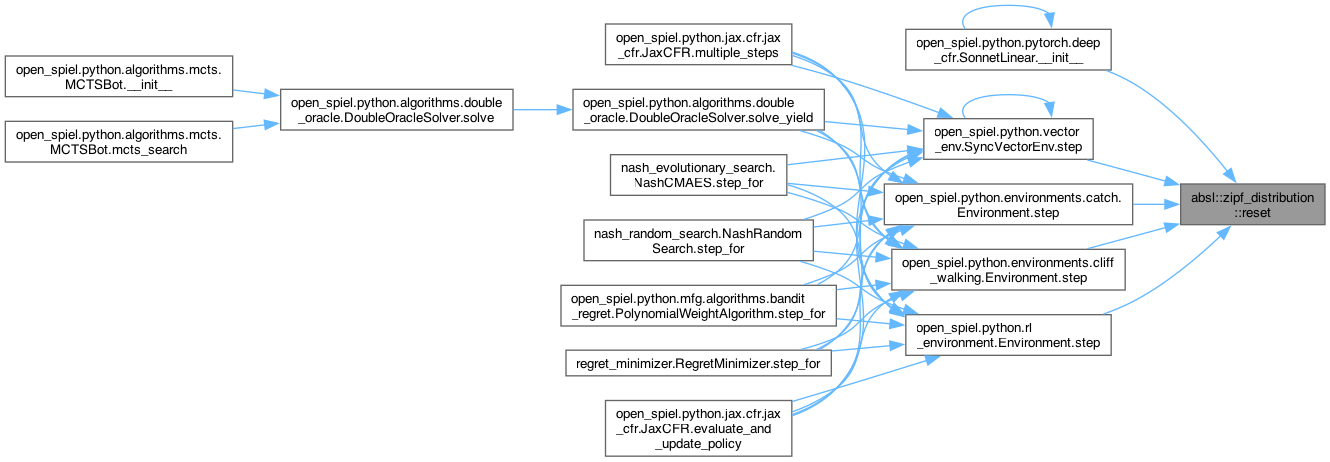 open_spiel.python.algorithms.mcts.
MCTSBot.__init__
open_spiel.python.algorithms.mcts.
MCTSBot.mcts_search
open_spiel.python.algorithms.double
_oracle.DoubleOracleSolver.solve
open_spiel.python.jax.cfr.jax
_cfr.JaxCFR.multiple_steps
open_spiel.python.algorithms.double
_oracle.DoubleOracleSolver.solve_yield
nash_evolutionary_search.
NashCMAES.step_for
nash_random_search.NashRandom
Search.step_for
open_spiel.python.mfg.algorithms.bandit
_regret.PolynomialWeightAlgorithm.step_for
regret_minimizer.RegretMinimizer.step_for
open_spiel.python.jax.cfr.jax
_cfr.JaxCFR.evaluate_and
_update_policy
open_spiel.python.pytorch.deep
_cfr.SonnetLinear.__init__
open_spiel.python.vector
_env.SyncVectorEnv.step
open_spiel.python.environments.catch.
Environment.step
open_spiel.python.environments.cliff
_walking.Environment.step
open_spiel.python.rl
_environment.Environment.step
absl::zipf_distribution
::reset